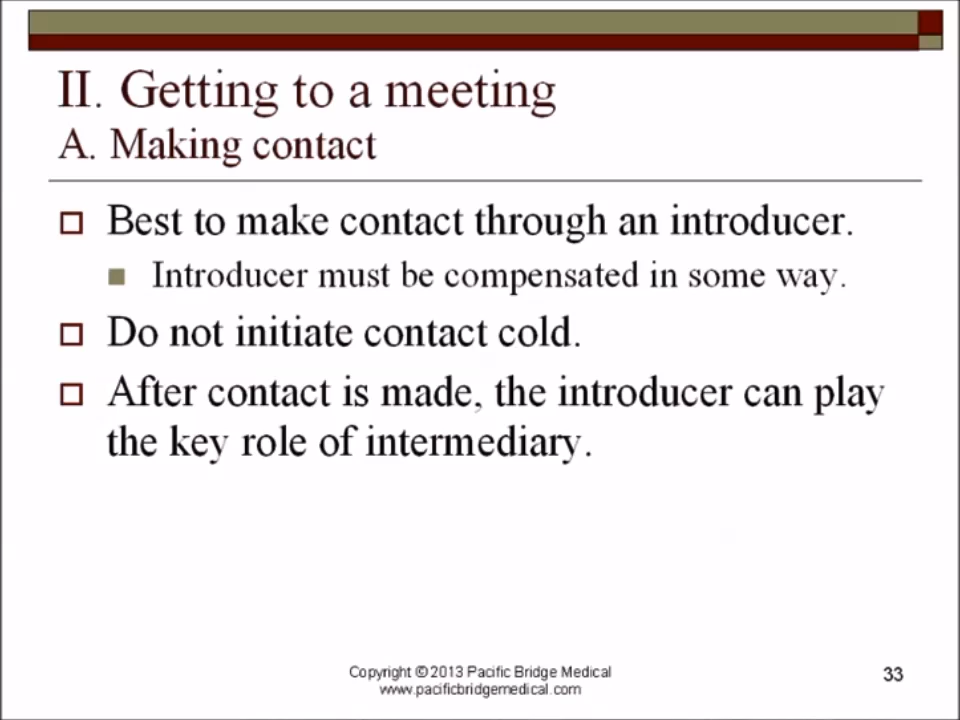 II. Getting to a meeting
A. Making contact
Best to make contact through an introducer.
Introducer must be compensated in some way.
Do not initiate contact cold.
After contact is made, the introducer can play
the key role of intermediary.
Copyright © 2013 Pacific Bridge Medical
www.pacificbridgemedical.com
33